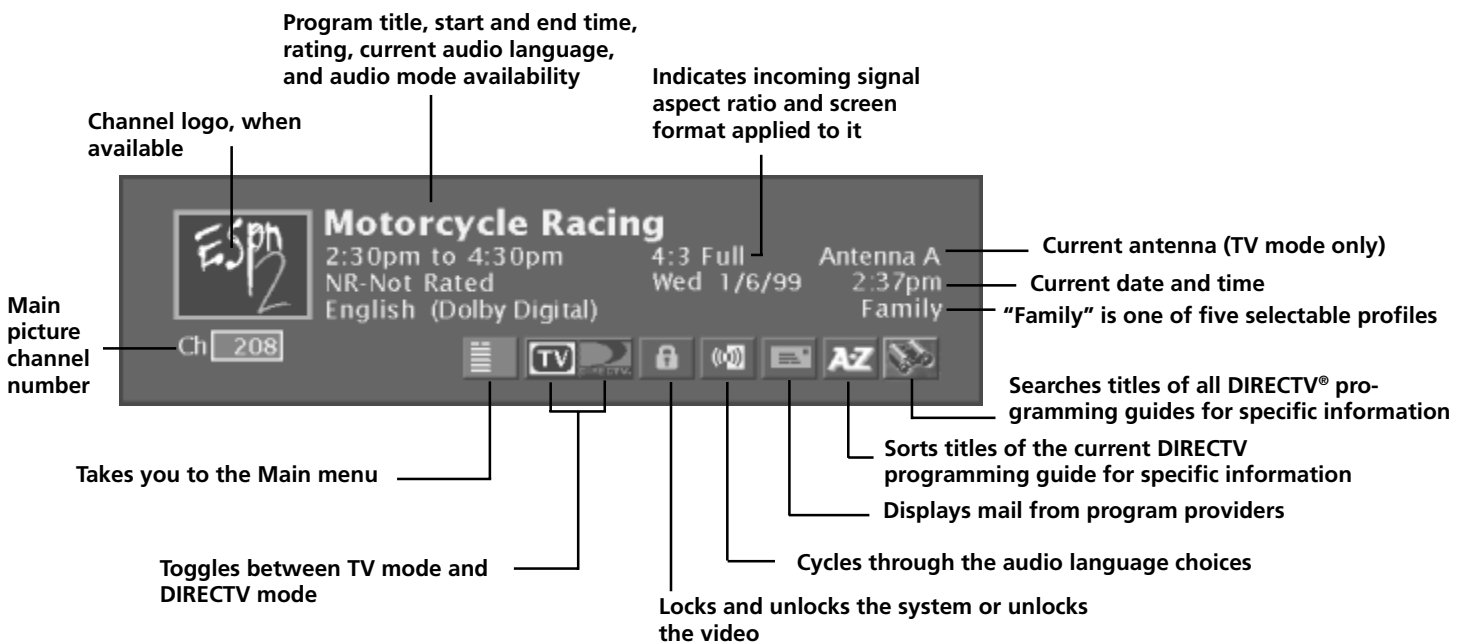 Program title, start and end time,
rating, current audio language,
and audio mode availability
Indicates incoming signal
aspect ratio and screen
format applied to it
Channel logo, when
available
ESPN
2
Motorcycle Racing
2:30pm to 4:30pm
NR-Not Rated
English (Dolby Digital)
4:3 Full
Wed 1/6/99
Antenna A
2:37pm
Family
Current antenna (TV mode only)
Current date and time
"Family" is one of five selectable profiles
Main
picture
channel
number
Ch 208
TV
DIRECTV.
A-Z
Searches titles of all DIRECTV® pro-
gramming guides for specific information
Sorts titles of the current DIRECTV
programming guide for specific information
Takes you to the Main menu
Displays mail from program providers
Cycles through the audio language choices
Toggles between TV mode and
DIRECTV mode
Locks and unlocks the system or unlocks
the video